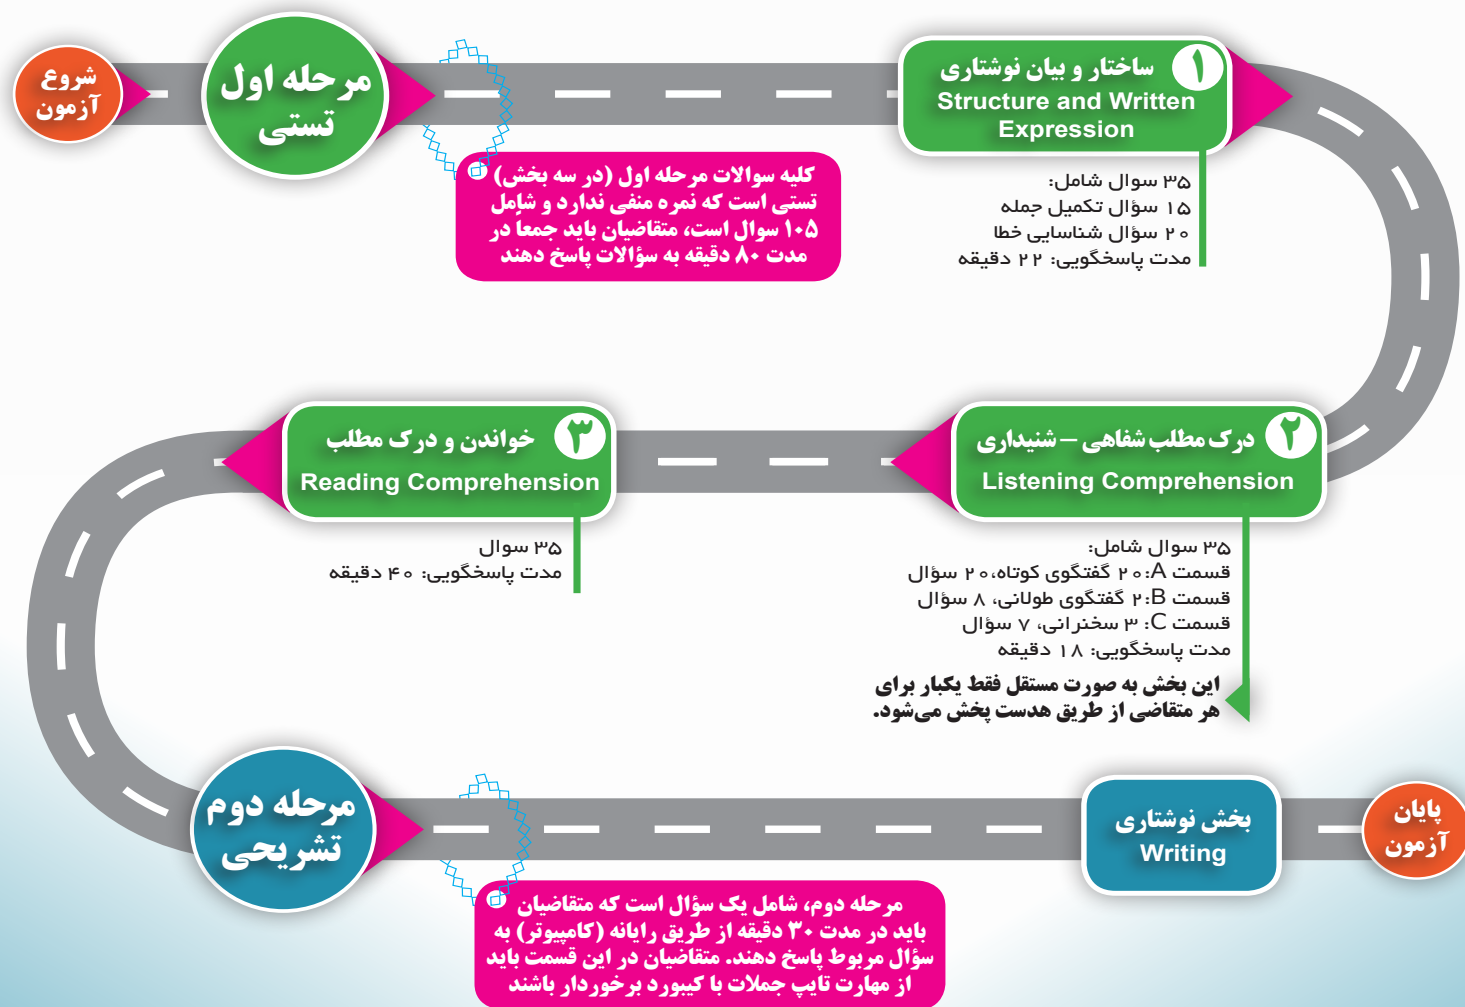 شروع
آزمون
مرحله اول
تستی
کلیه سوالات مرحله اول (در سه بخش)
تستی است که نمره منفی ندارد و شامل
۱۰۵ سوال است، متقاضیان باید جمعاً در
مدت ۸۰ دقیقه به سؤالات پاسخ دهند
۱
ساختار و بیان نوشتاری
Structure and Written
Expression
۳۵ سوال شامل:
۱۵ سؤال تکمیل جمله
۲۰ سؤال شناسایی خطا
مدت پاسخگویی: ۲۲ دقیقه
۲
درک مطلب شفاهی – شنیداری
Listening Comprehension
۳۵ سوال شامل:
قسمت A: ۲۰ گفتگوی کوتاه، ۲۰ سؤال
قسمت B: ۲ گفتگوی طولانی، ۸ سؤال
قسمت C: ۳ سخنرانی، ۷ سؤال
مدت پاسخگویی: ۱۸ دقیقه
این بخش به صورت مستقل فقط یکبار برای
هر متقاضی از طریق هدست پخش می‌شود.
۳
خواندن و درک مطلب
Reading Comprehension
۳۵ سوال
مدت پاسخگویی: ۴۰ دقیقه
مرحله دوم
تشریحی
مرحله دوم، شامل یک سؤال است که متقاضیان
باید در مدت ۳۰ دقیقه از طریق رایانه (کامپیوتر) به
سؤال مربوط پاسخ دهند. متقاضیان در این قسمت باید
از مهارت تایپ جملات با کیبورد برخوردار باشند
بخش نوشتاری
Writing
پایان
آزمون